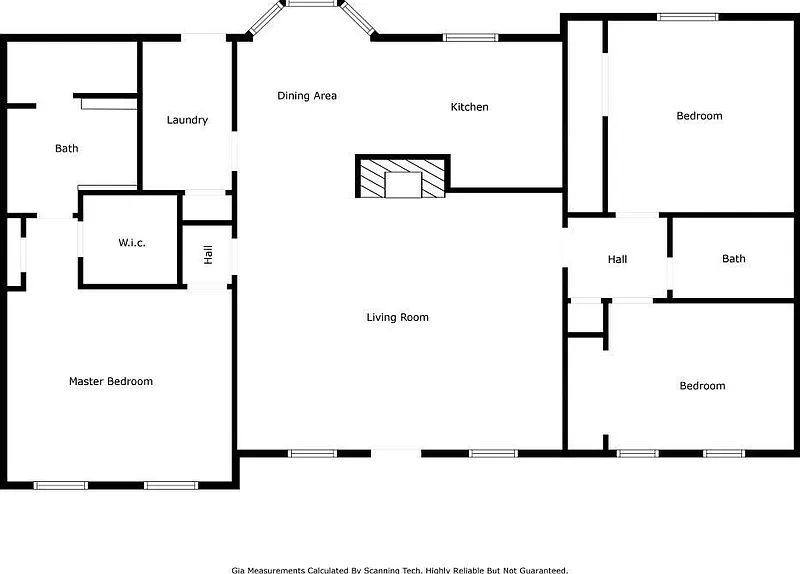 Dining Area
Kitchen
Bedroom
Laundry
Bath
W.i.c.
Hall
Hall
Bath
Living Room
Master Bedroom
Bedroom
Gia Measurements Calculated By Scanning Tech. Highly Reliable But Not Guaranteed.